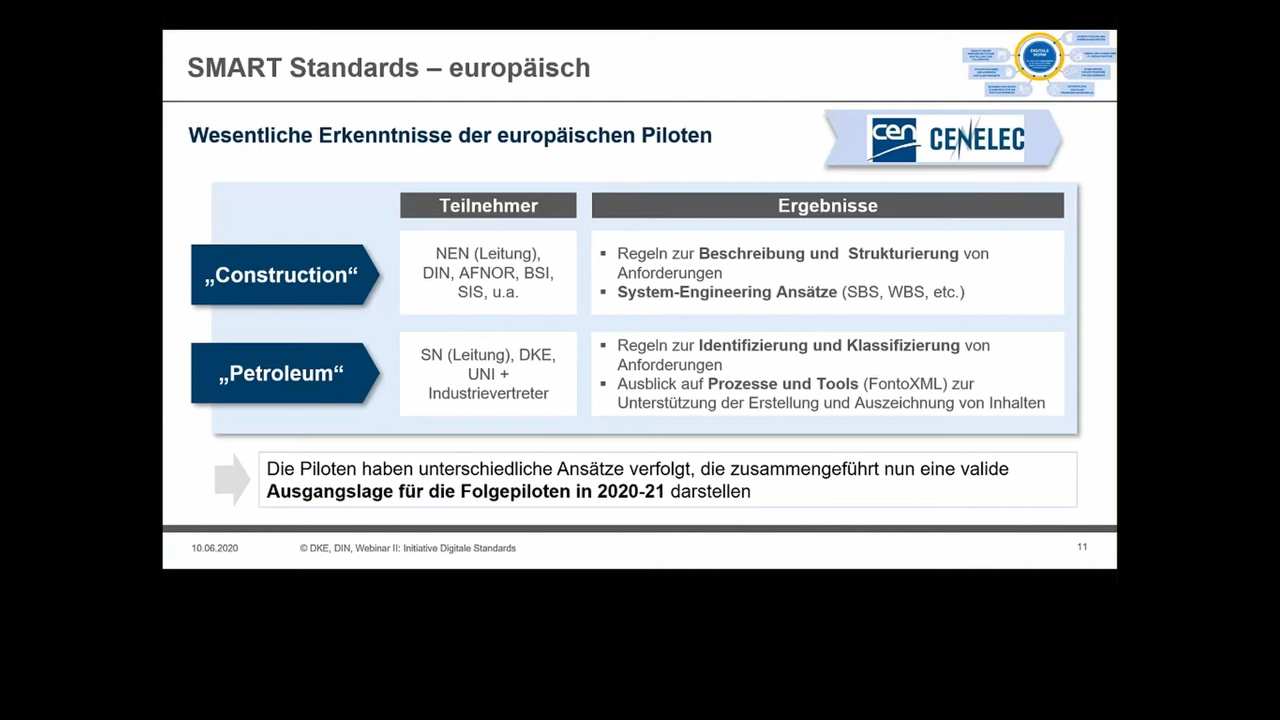 SMART Standards – europäisch
DIGITALE
NORM
Wesentliche Erkenntnisse der europäischen Piloten
cen
CENELEC
Teilnehmer
Ergebnisse
„Construction“
NEN (Leitung),
DIN, AFNOR, BSI,
SIS, u.a.
▪ Regeln zur Beschreibung und Strukturierung von
Anforderungen
▪ System-Engineering Ansätze (SBS, WBS, etc.)
„Petroleum“
SN (Leitung), DKE,
UNI +
Industrievertreter
▪ Regeln zur Identifizierung und Klassifizierung von
Anforderungen
▪ Ausblick auf Prozesse und Tools (FontoXML) zur
Unterstützung der Erstellung und Auszeichnung von Inhalten
Die Piloten haben unterschiedliche Ansätze verfolgt, die zusammengeführt nun eine valide
Ausgangslage für die Folgepiloten in 2020-21 darstellen
10.06.2020
© DKE, DIN, Webinar II: Initiative Digitale Standards
11